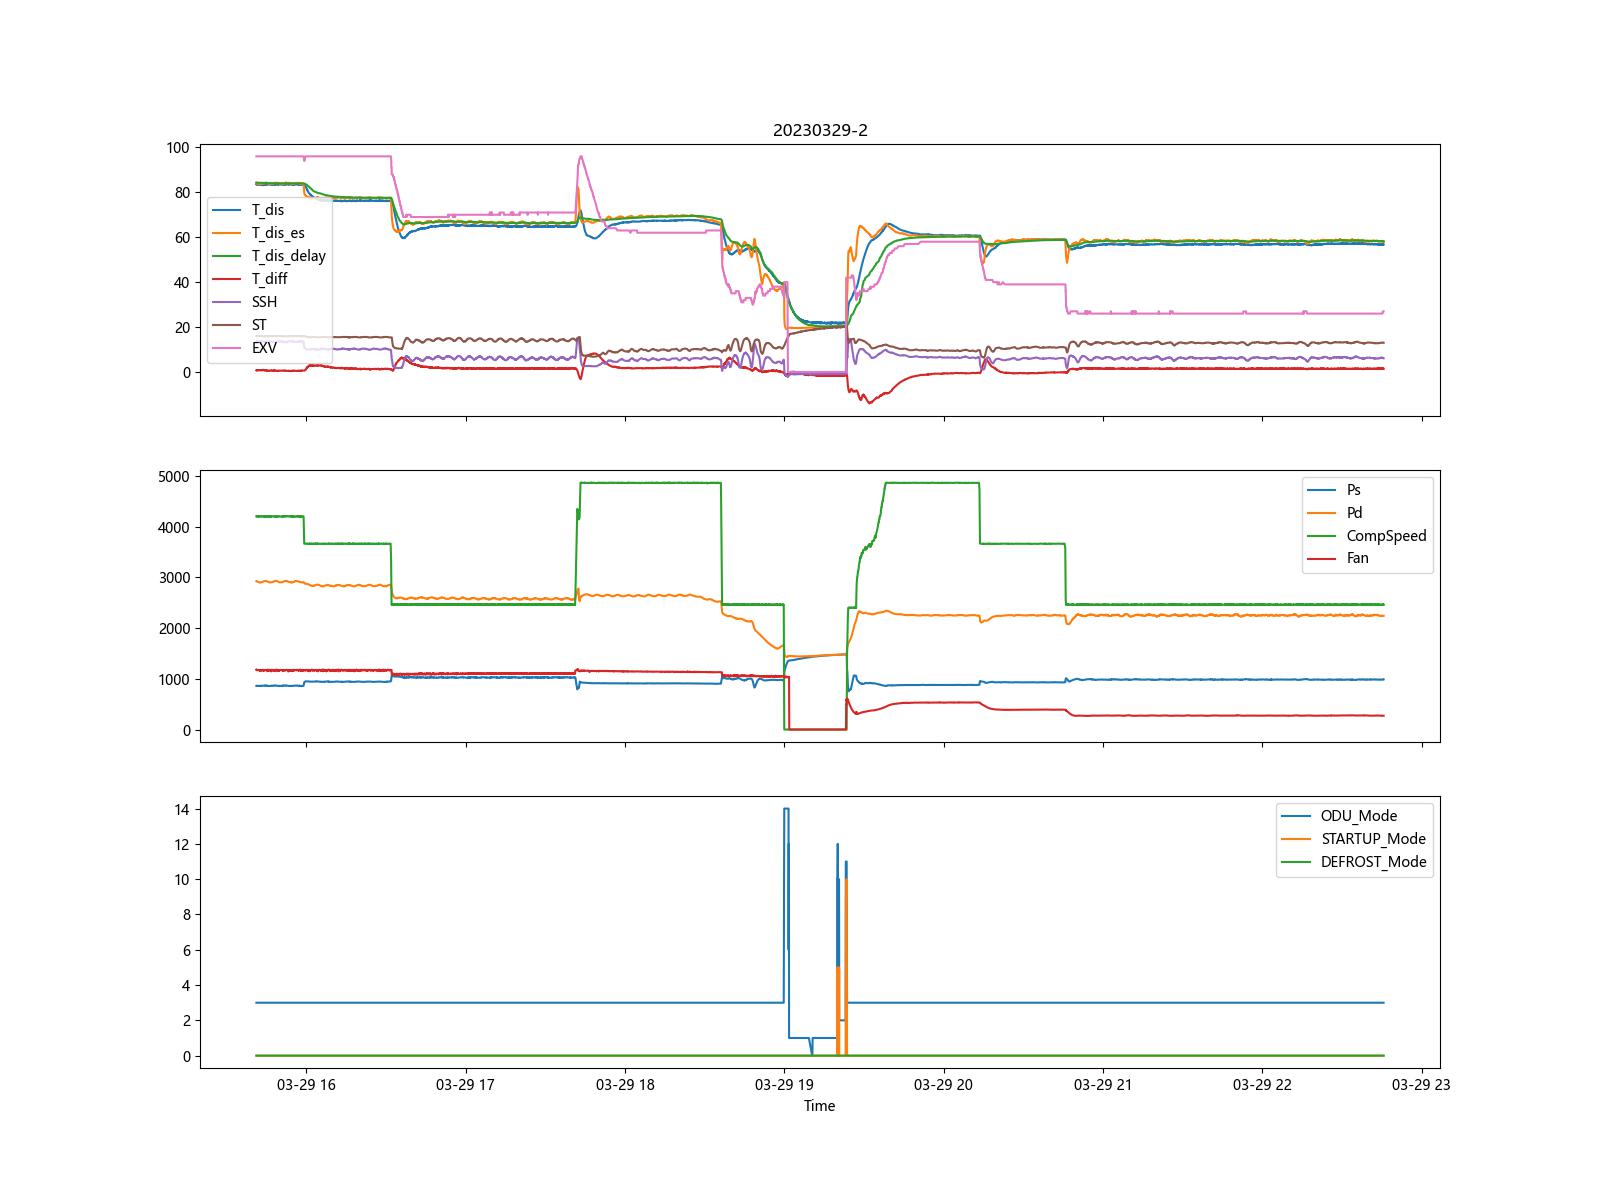 20230329-2
100
80
60
40
20
0
T_dis
T_dis_es
T_dis_delay
T_diff
SSH
ST
EXV
5000
4000
3000
2000
1000
0
Ps
Pd
CompSpeed
Fan
14
12
10
8
6
4
2
0
ODU_Mode
STARTUP_Mode
DEFROST_Mode
03-29 16 03-29 17 03-29 18 03-29 19 03-29 20 03-29 21 03-29 22 03-29 23
Time